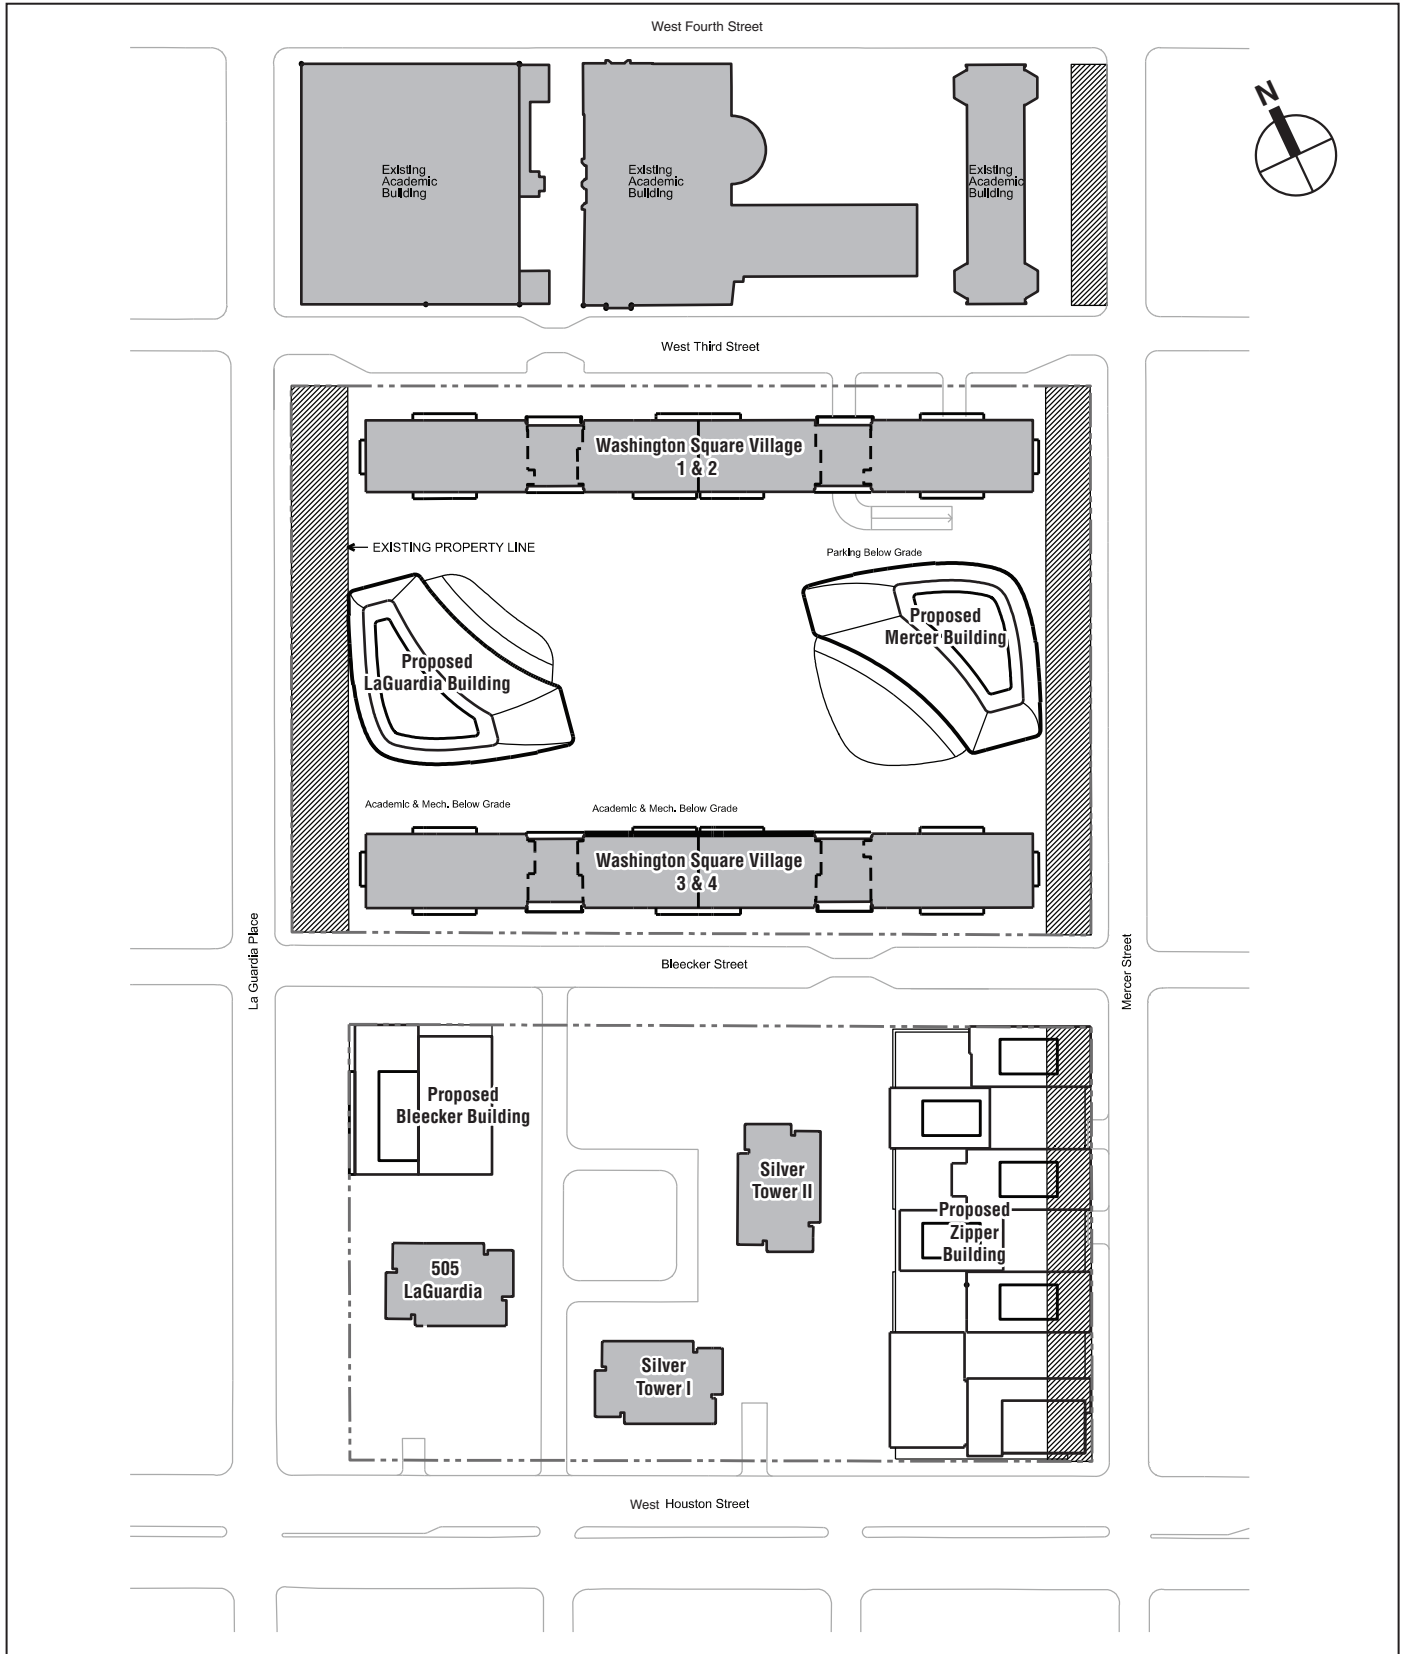 West Fourth Street
N
Existing
Academic
Building
Existing
Academic
Building
Existing
Academic
Building
West Third Street
Washington Square Village
1 & 2
EXISTING PROPERTY LINE
Parking Below Grade
Proposed
LaGuardia Building
Proposed
Mercer Building
Academic & Mech. Below Grade
Academic & Mech. Below Grade
Washington Square Village
3 & 4
La Guardia Place
Bleecker Street
Mercer Street
Proposed
Bleecker Building
Silver
Tower II
Proposed
Zipper
Building
505
LaGuardia
Silver
Tower I
West Houston Street